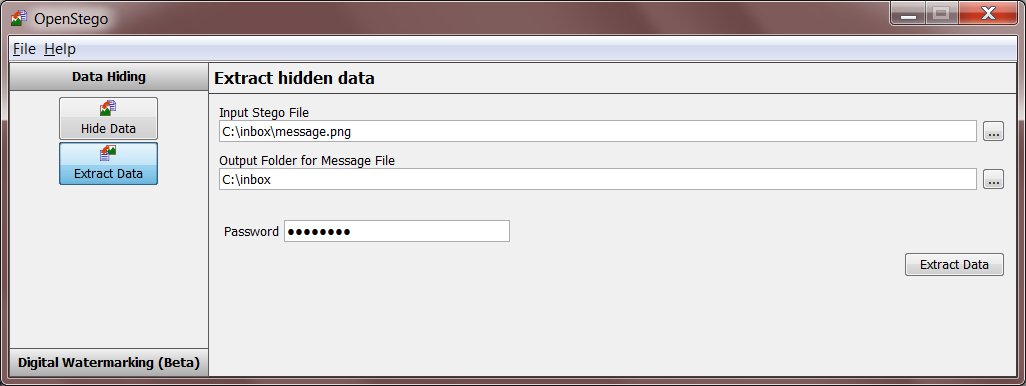 OpenStego
File Help
Data Hiding
Hide Data
Extract Data
Digital Watermarking (Beta)
Extract hidden data
Input Stego File
C:\inbox\message.png
...
Output Folder for Message File
C:\inbox
...
Password ●●●●●●●●
Extract Data